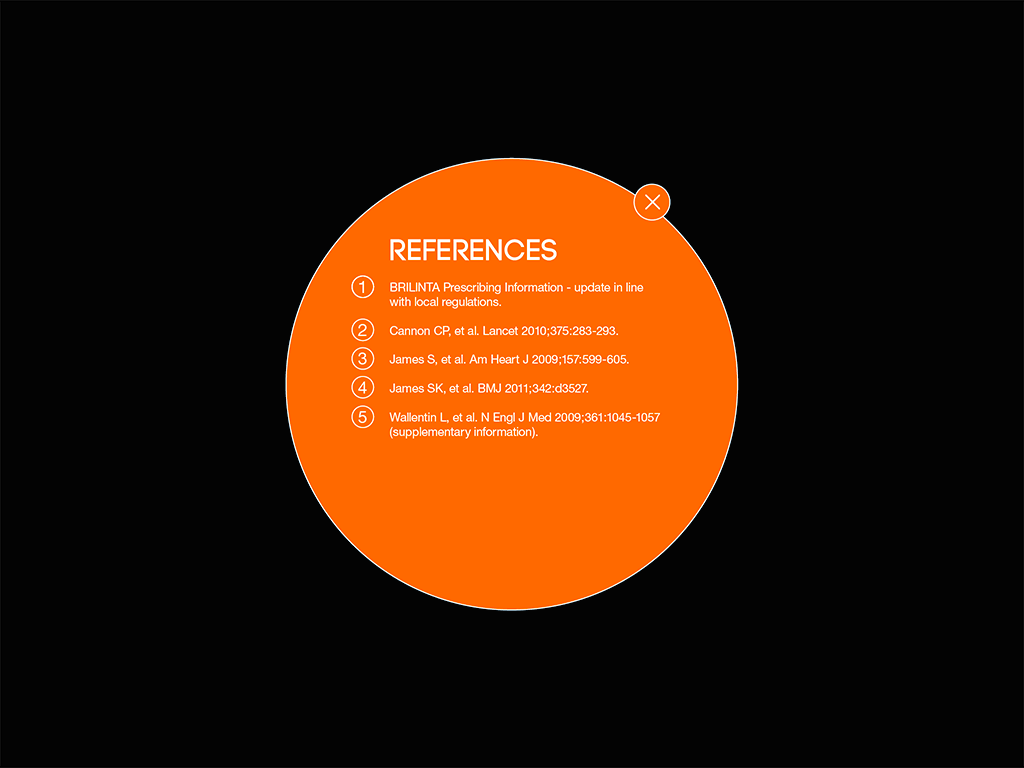 REFERENCES
1 BRILINTA Prescribing Information - update in line
with local regulations.
2 Cannon CP, et al. Lancet 2010;375:283-293.
3 James S, et al. Am Heart J 2009;157:599-605.
4 James SK, et al. BMJ 2011;342:d3527.
5 Wallentin L, et al. N Engl J Med 2009;361:1045-1057
(supplementary information).